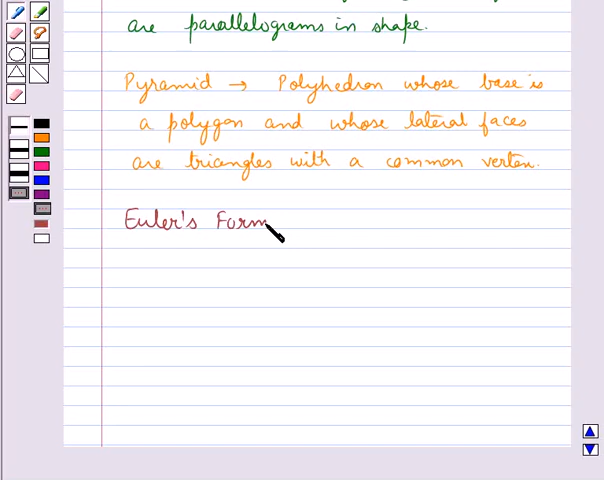 are parallelograms in shape.
Pyramid → Polyhedron whose base is
a polygon and whose lateral faces
are triangles with a common vertex.
Euler's Form